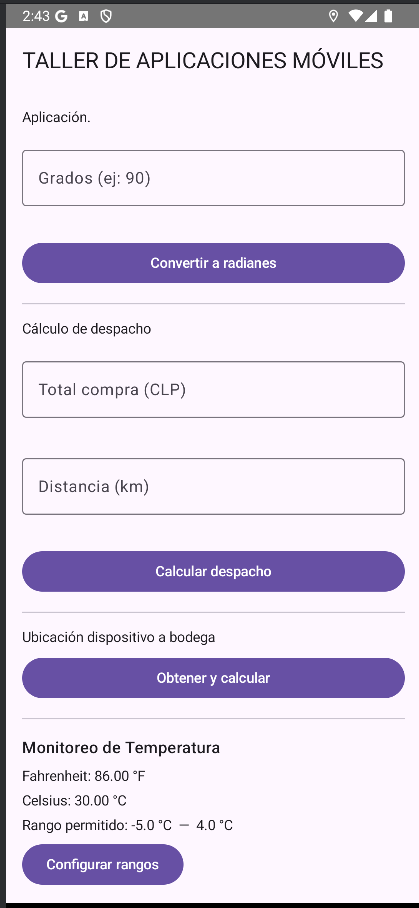 2:43
TALLER DE APLICACIONES MÓVILES
Aplicación.
Grados (ej: 90)
Convertir a radianes
Cálculo de despacho
Total compra (CLP)
Distancia (km)
Calcular despacho
Ubicación dispositivo a bodega
Obtener y calcular
Monitoreo de Temperatura
Fahrenheit: 86.00 °F
Celsius: 30.00 °C
Rango permitido: -5.0 °C — 4.0 °C
Configurar rangos